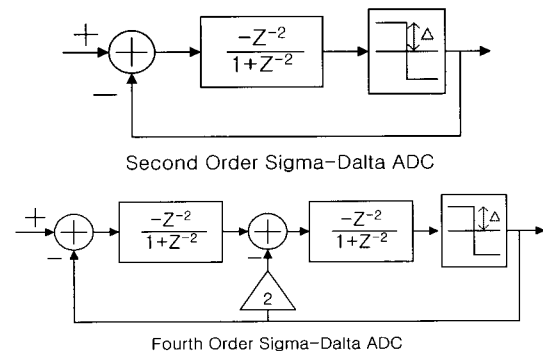 +
−
-Z⁻²
1+Z⁻²
Δ
Second Order Sigma-Dalta ADC
+
-
-Z⁻²
1+Z⁻²
-
-Z⁻²
1+Z⁻²
Δ
2
Fourth Order Sigma-Dalta ADC